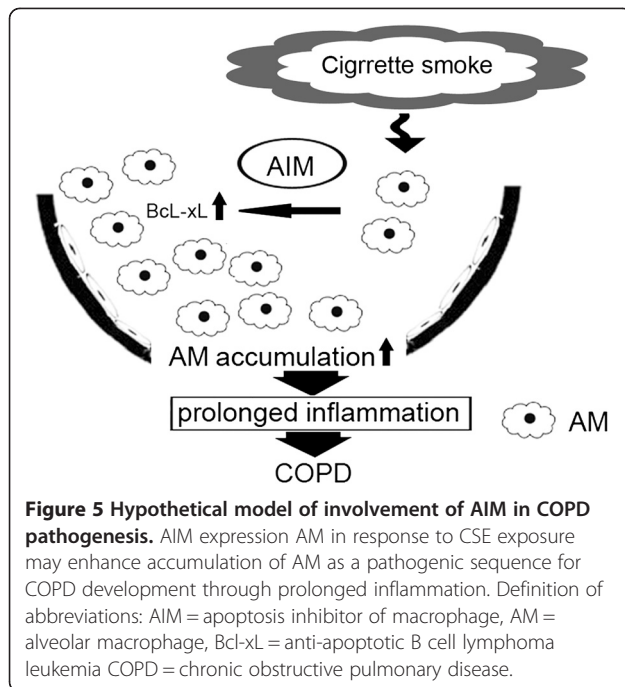 Cigrrette smoke
AIM
BcL-xL
AM accumulation
prolonged inflammation
AM
COPD
Figure 5 Hypothetical model of involvement of AIM in COPD
pathogenesis. AIM expression AM in response to CSE exposure
may enhance accumulation of AM as a pathogenic sequence for
COPD development through prolonged inflammation. Definition of
abbreviations: AIM = apoptosis inhibitor of macrophage, AM =
alveolar macrophage, Bcl-xL = anti-apoptotic B cell lymphoma
leukemia COPD = chronic obstructive pulmonary disease.